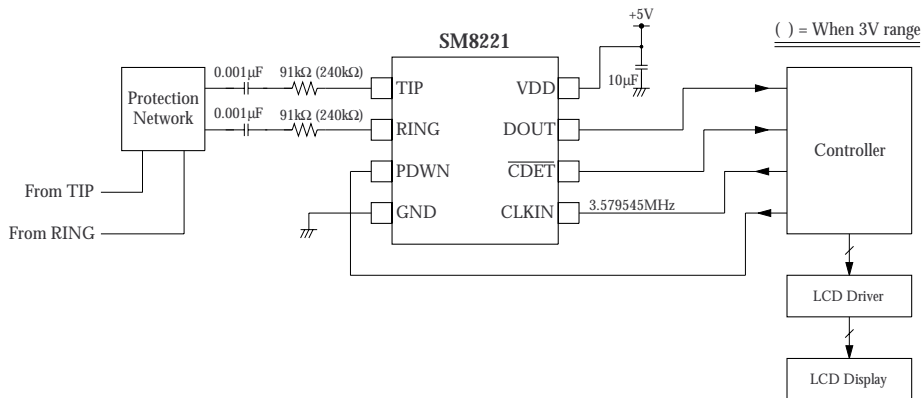 +5V
( ) = When 3V range
SM8221
0.001μF
91kΩ (240kΩ)
Protection
Network
TIP
VDD
10μF
0.001μF
91kΩ (240kΩ)
RING
DOUT
Controller
PDWN
CDET
From TIP
GND
CLKIN
3.579545MHz
From RING
LCD Driver
LCD Display